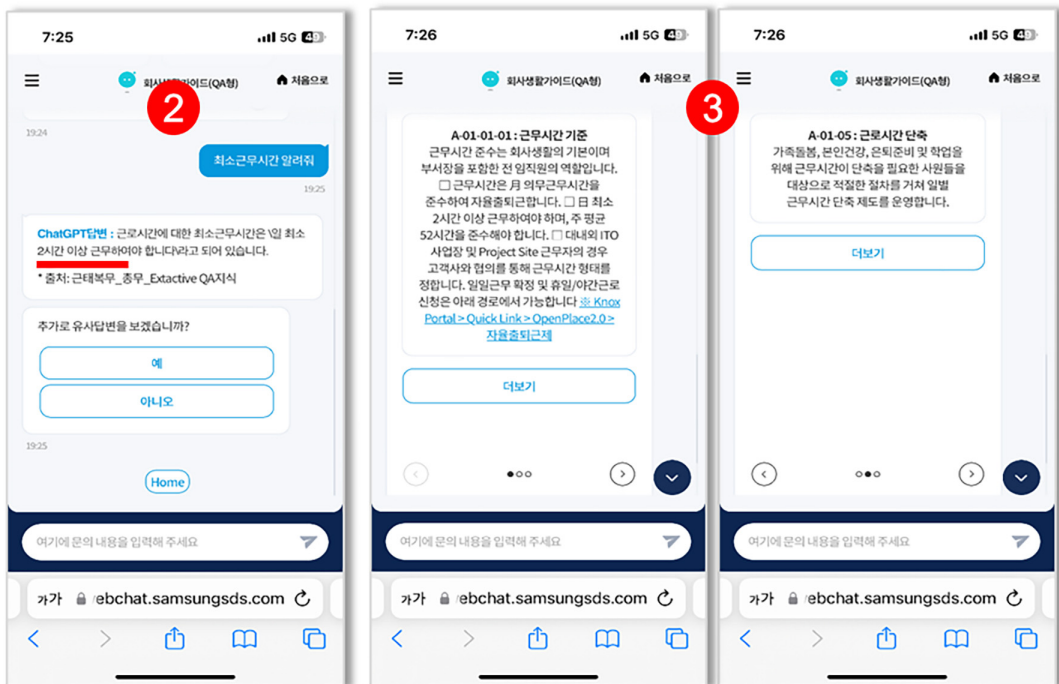 7:25
5G 49
회사생활가이드(QA형)
처음으로
2
19:24
최소근무시간 알려줘
19:25
ChatGPT답변 : 근로시간에 대한 최소근무시간은 \일 최소
2시간 이상 근무하여야 합니다\라고 되어 있습니다.
* 출처: 근태복무_총무_Extactive QA지식
추가로 유사답변을 보겠습니까?
예
아니오
19:25
Home
여기에 문의 내용을 입력해 주세요
가가 ebchat.samsungsds.com
7:26
5G 49
회사생활가이드(QA형)
처음으로
A-01-01-01 : 근무시간 기준
근무시간 준수는 회사생활의 기본이며
부서장을 포함한 전 임직원의 역할입니다.
□ 근무시간은 月 의무근무시간을
준수하여 자율출퇴근합니다. □ 日 최소
2시간 이상 근무하여야 하며, 주 평균
52시간을 준수해야 합니다. □ 대내외 ITO
사업장 및 Project Site 근무자의 경우
고객사와 협의를 통해 근무시간 형태를
정합니다. 일일근무 확정 및 휴일/야간근로
신청은 아래 경로에서 가능합니다 ※ Knox
Portal > Quick Link > OpenPlace2.0 >
자율출퇴근제
더보기
여기에 문의 내용을 입력해 주세요
가가 ebchat.samsungsds.com
3
7:26
5G 49
회사생활가이드(QA형)
처음으로
A-01-05 : 근로시간 단축
가족돌봄, 본인건강, 은퇴준비 및 학업을
위해 근무시간이 단축을 필요한 사원들을
대상으로 적절한 절차를 거쳐 일별
근무시간 단축 제도를 운영합니다.
더보기
여기에 문의 내용을 입력해 주세요
가가 ebchat.samsungsds.com